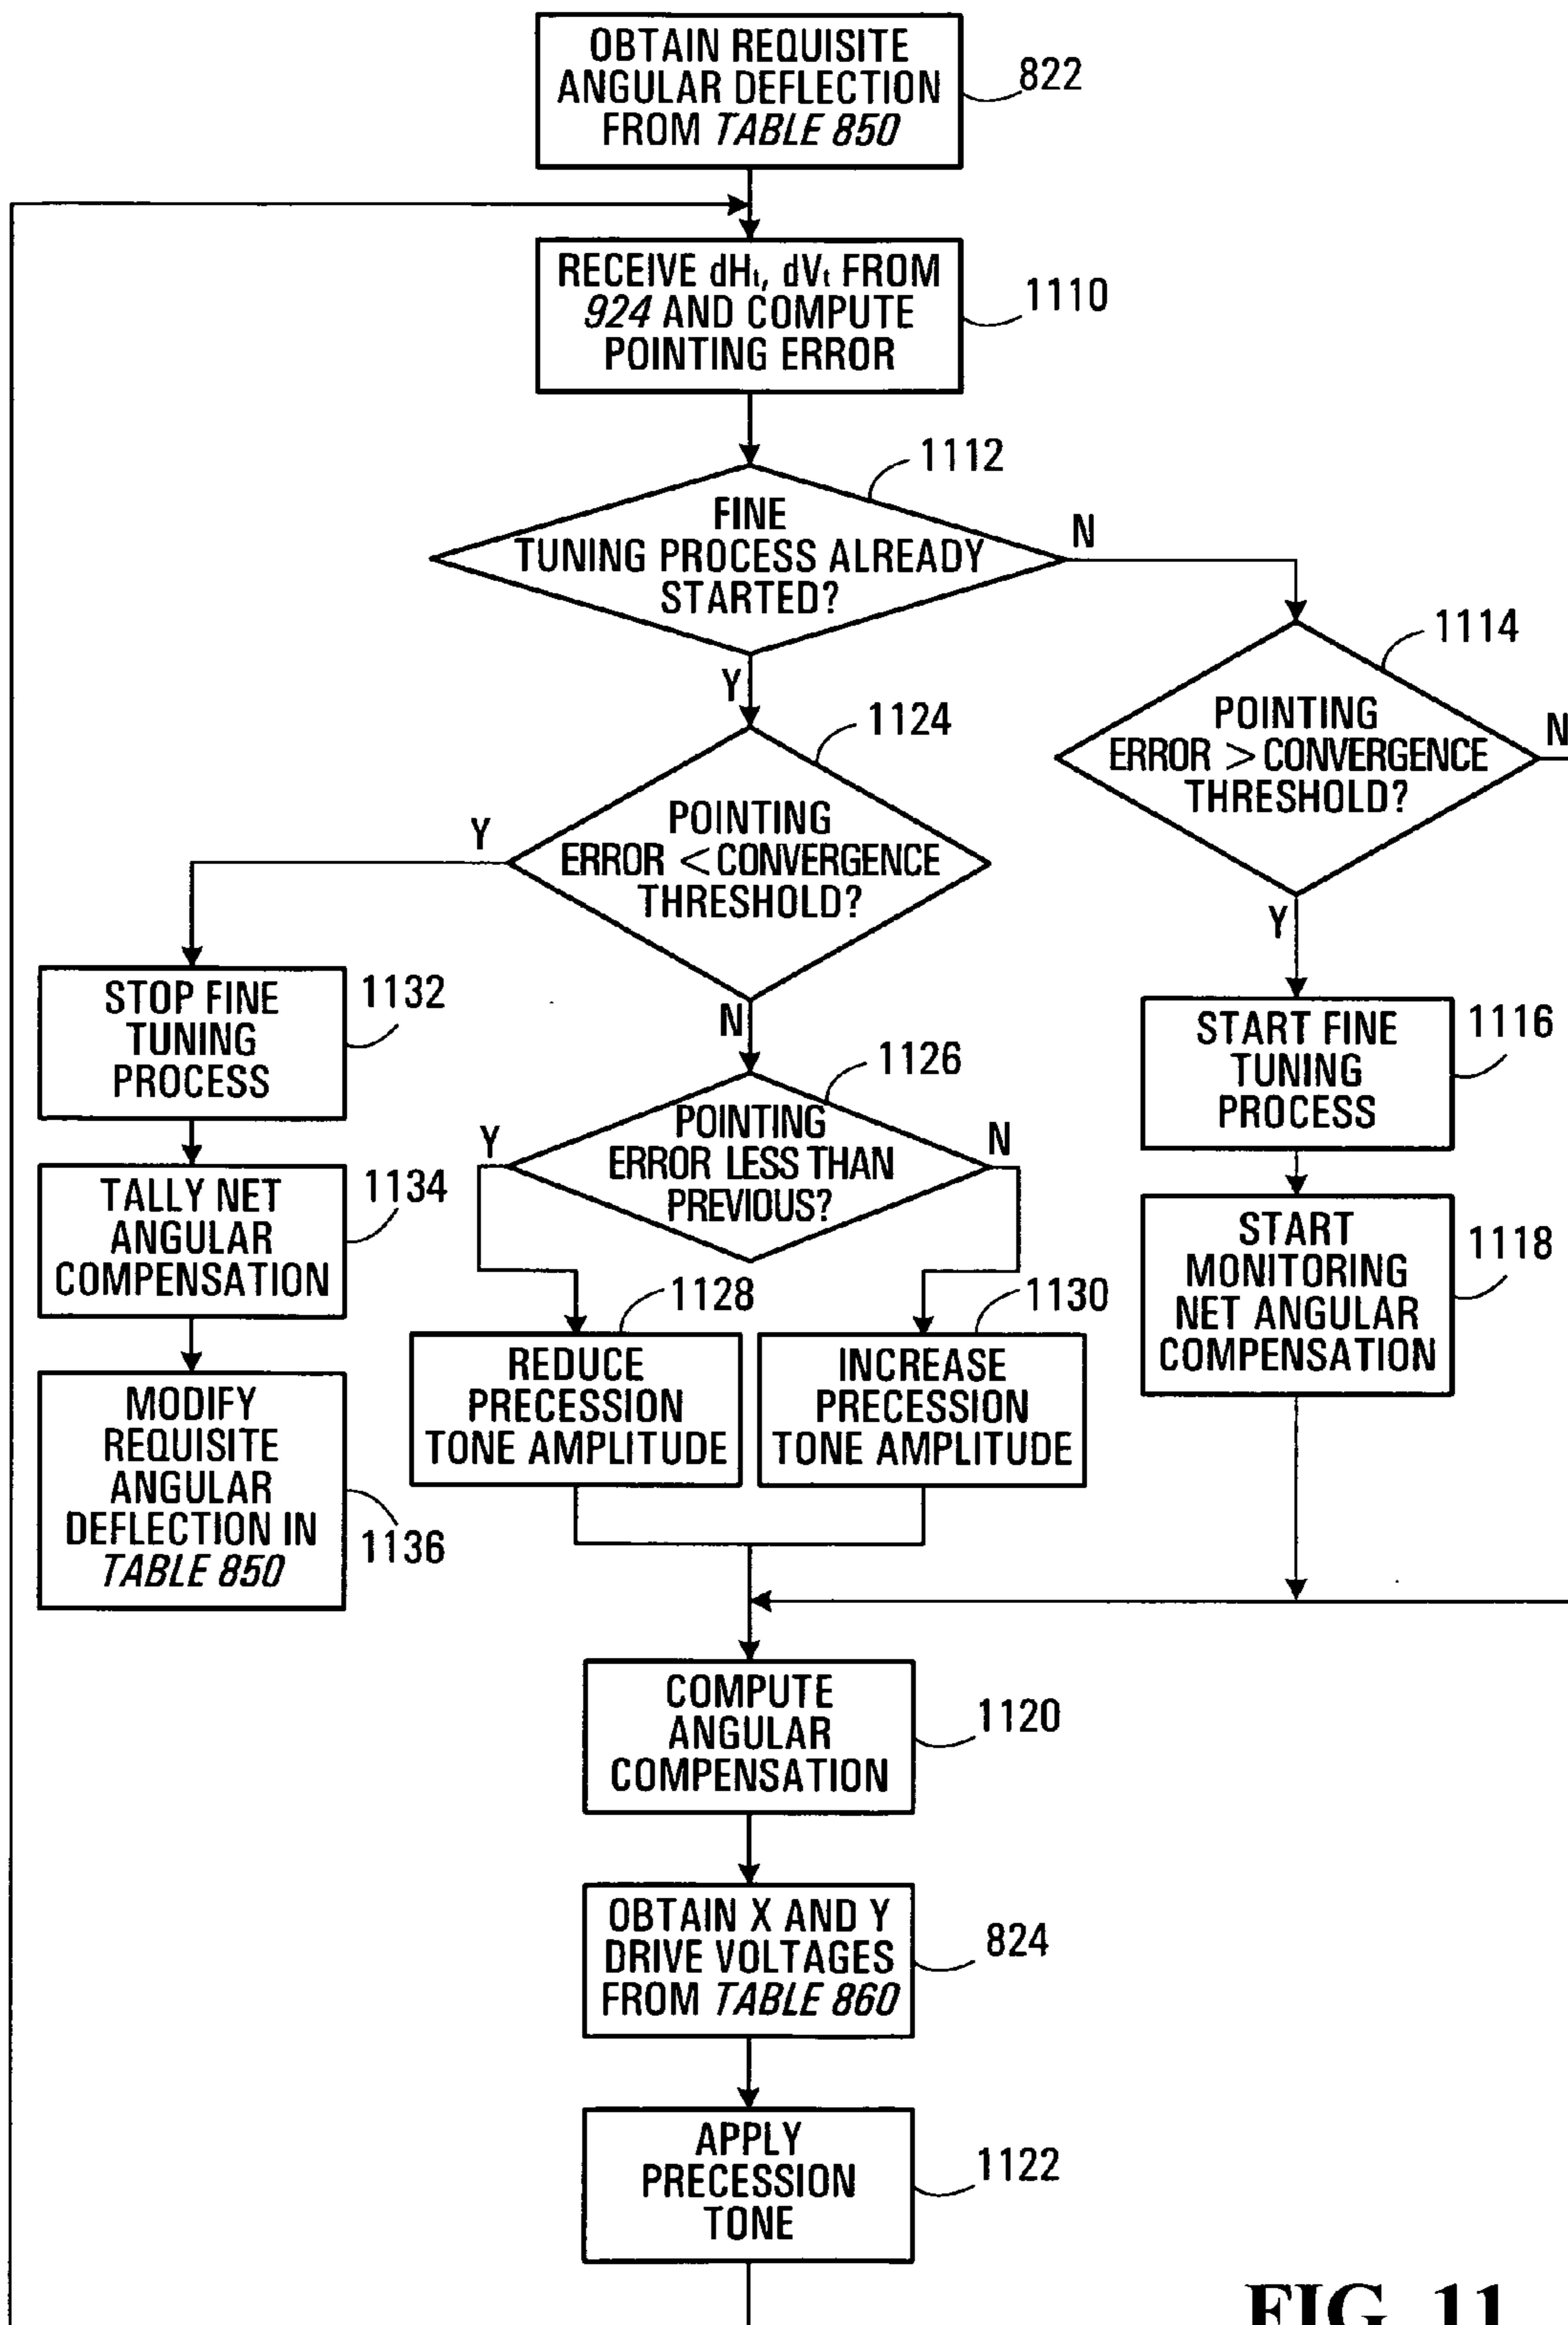 OBTAIN REQUISITE
ANGULAR DEFLECTION
FROM TABLE 850
822
RECEIVE dHt, dVt FROM
924 AND COMPUTE
POINTING ERROR
1110
1112
FINE
TUNING PROCESS ALREADY
STARTED?
N
Y
1114
POINTING
ERROR > CONVERGENCE
THRESHOLD?
N
Y
1124
POINTING
ERROR < CONVERGENCE
THRESHOLD?
Y
N
STOP FINE
TUNING
PROCESS
1132
START FINE
TUNING
PROCESS
1116
1126
POINTING
ERROR LESS THAN
PREVIOUS?
Y
N
TALLY NET
ANGULAR
COMPENSATION
1134
START
MONITORING
NET ANGULAR
COMPENSATION
1118
1128
REDUCE
PRECESSION
TONE AMPLITUDE
1130
INCREASE
PRECESSION
TONE AMPLITUDE
MODIFY
REQUISITE
ANGULAR
DEFLECTION IN
TABLE 850
1136
COMPUTE
ANGULAR
COMPENSATION
1120
OBTAIN X AND Y
DRIVE VOLTAGES
FROM TABLE 860
824
APPLY
PRECESSION
TONE
1122
FIG. 11